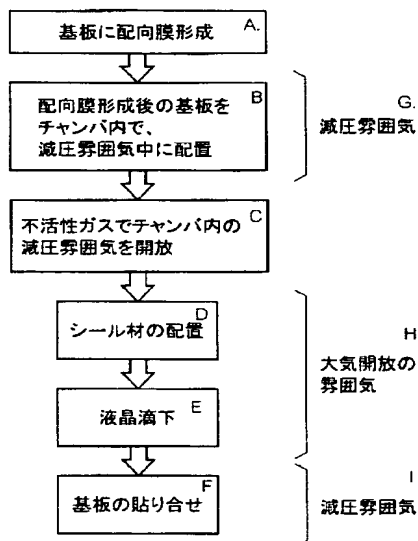 基板に配向膜形成 A.
B
配向膜形成後の基板を
チャンバ内で、
減圧雰囲気中に配置
G.
減圧雰囲気
不活性ガスでチャンバ内の C
減圧雰囲気を開放
D
シール材の配置
E
液晶滴下
H
大気開放の
雰囲気
F
基板の貼り合せ
I
減圧雰囲気